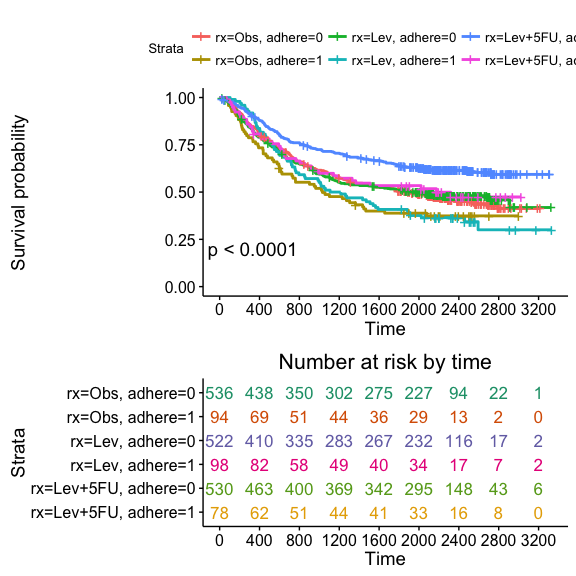 Strata
rx=Obs, adhere=0 rx=Lev, adhere=0 rx=Lev+5FU, ad
rx=Obs, adhere=1 rx=Lev, adhere=1 rx=Lev+5FU, ad
Survival probability
1.00
0.75
0.50
0.25
0.00
p < 0.0001
0 400 800 1200 1600 2000 2400 2800 3200
Time
Number at risk by time
Strata
rx=Obs, adhere=0 536 438 350 302 275 227 94 22 1
rx=Obs, adhere=1 94 69 51 44 36 29 13 2 0
rx=Lev, adhere=0 522 410 335 283 267 232 116 17 2
rx=Lev, adhere=1 98 82 58 49 40 34 17 7 2
rx=Lev+5FU, adhere=0 530 463 400 369 342 295 148 43 6
rx=Lev+5FU, adhere=1 78 62 51 44 41 33 16 8 0
0 400 800 1200 1600 2000 2400 2800 3200
Time